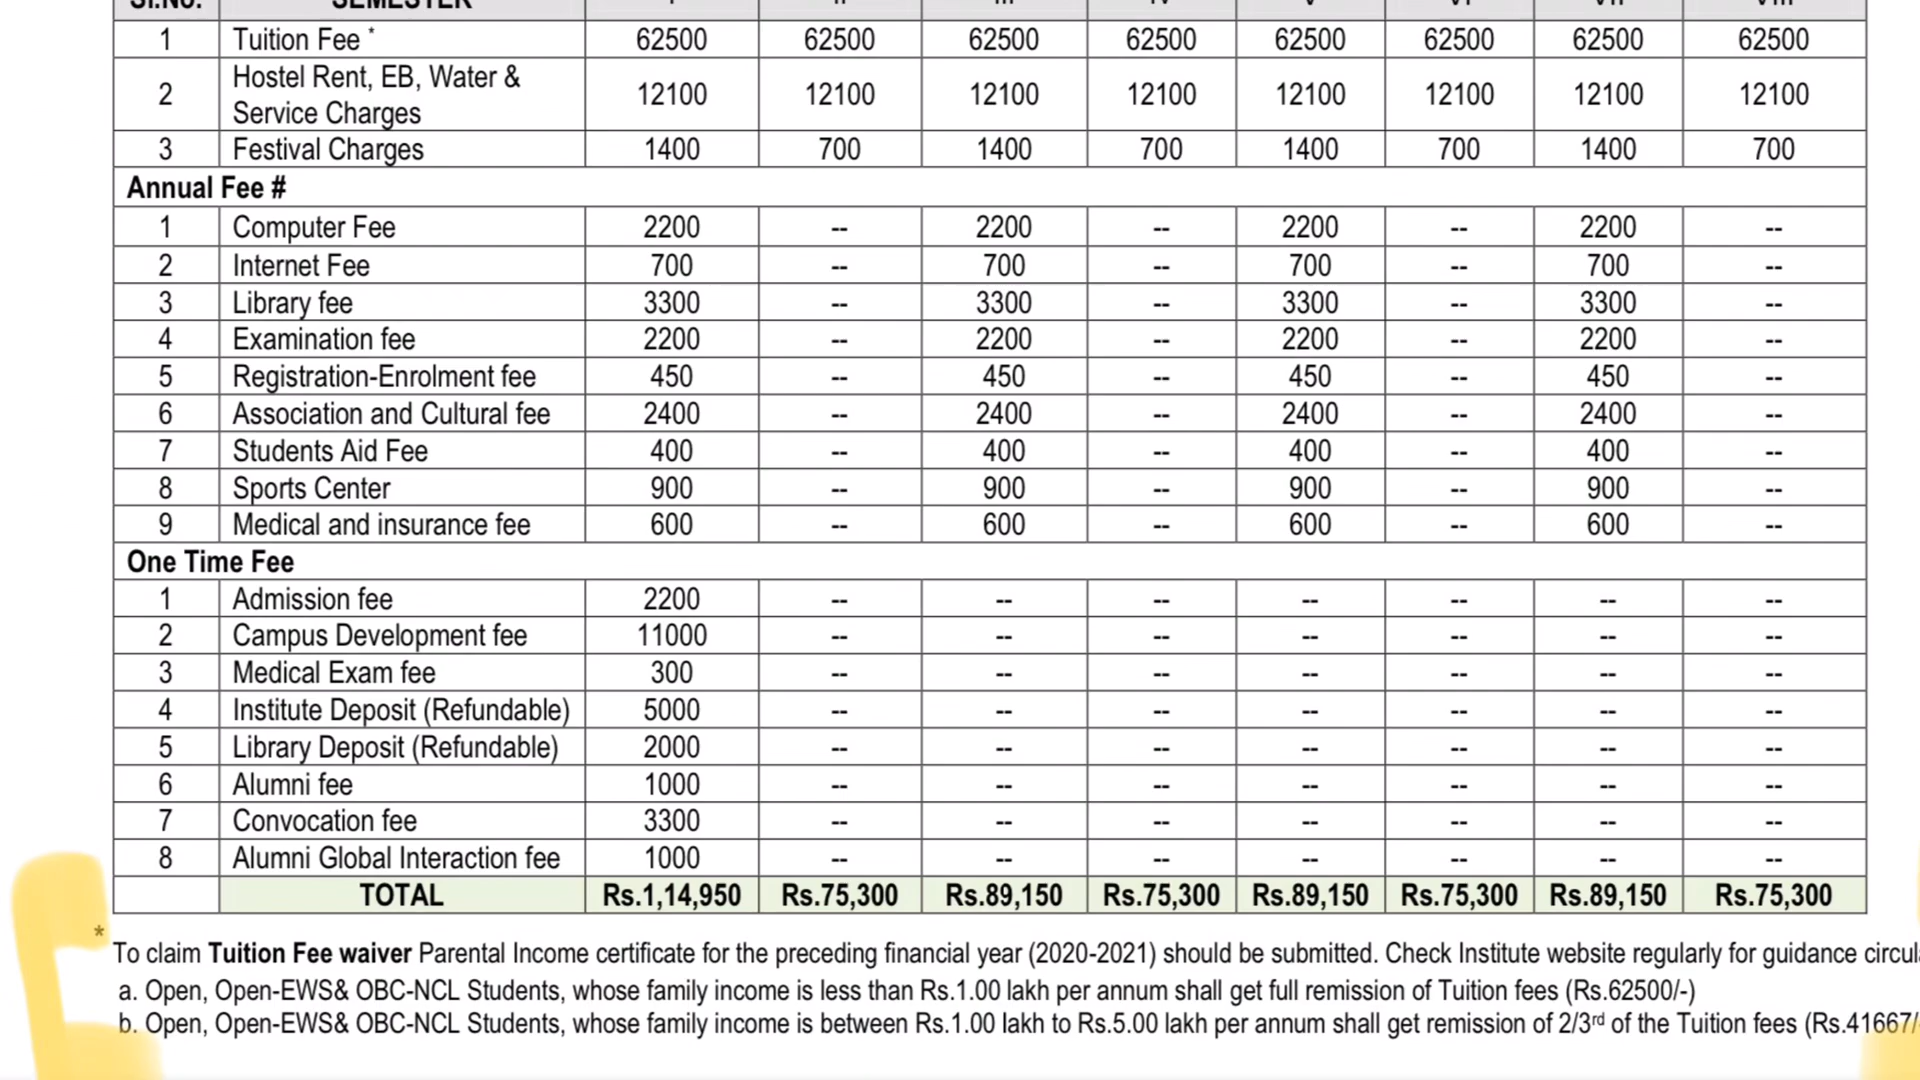 Sl.No. SEMESTER I II III IV V VI VII VIII
1 Tuition Fee * 62500 62500 62500 62500 62500 62500 62500 62500
2 Hostel Rent, EB, Water & Service Charges 12100 12100 12100 12100 12100 12100 12100 12100
3 Festival Charges 1400 700 1400 700 1400 700 1400 700
Annual Fee #
1 Computer Fee 2200 -- 2200 -- 2200 -- 2200 --
2 Internet Fee 700 -- 700 -- 700 -- 700 --
3 Library fee 3300 -- 3300 -- 3300 -- 3300 --
4 Examination fee 2200 -- 2200 -- 2200 -- 2200 --
5 Registration-Enrolment fee 450 -- 450 -- 450 -- 450 --
6 Association and Cultural fee 2400 -- 2400 -- 2400 -- 2400 --
7 Students Aid Fee 400 -- 400 -- 400 -- 400 --
8 Sports Center 900 -- 900 -- 900 -- 900 --
9 Medical and insurance fee 600 -- 600 -- 600 -- 600 --
One Time Fee
1 Admission fee 2200 -- -- -- -- -- -- --
2 Campus Development fee 11000 -- -- -- -- -- -- --
3 Medical Exam fee 300 -- -- -- -- -- -- --
4 Institute Deposit (Refundable) 5000 -- -- -- -- -- -- --
5 Library Deposit (Refundable) 2000 -- -- -- -- -- -- --
6 Alumni fee 1000 -- -- -- -- -- -- --
7 Convocation fee 3300 -- -- -- -- -- -- --
8 Alumni Global Interaction fee 1000 -- -- -- -- -- -- --
TOTAL Rs.1,14,950 Rs.75,300 Rs.89,150 Rs.75,300 Rs.89,150 Rs.75,300 Rs.89,150 Rs.75,300
* To claim Tuition Fee waiver Parental Income certificate for the preceding financial year (2020-2021) should be submitted. Check Institute website regularly for guidance
a. Open, Open-EWS& OBC-NCL Students, whose family income is less than Rs.1.00 lakh per annum shall get full remission of Tuition fees (Rs.62500/-)
b. Open, Open-EWS& OBC-NCL Students, whose family income is between Rs.1.00 lakh to Rs.5.00 lakh per annum shall get remission of 2/3rd of the Tuition fees (Rs.41667/